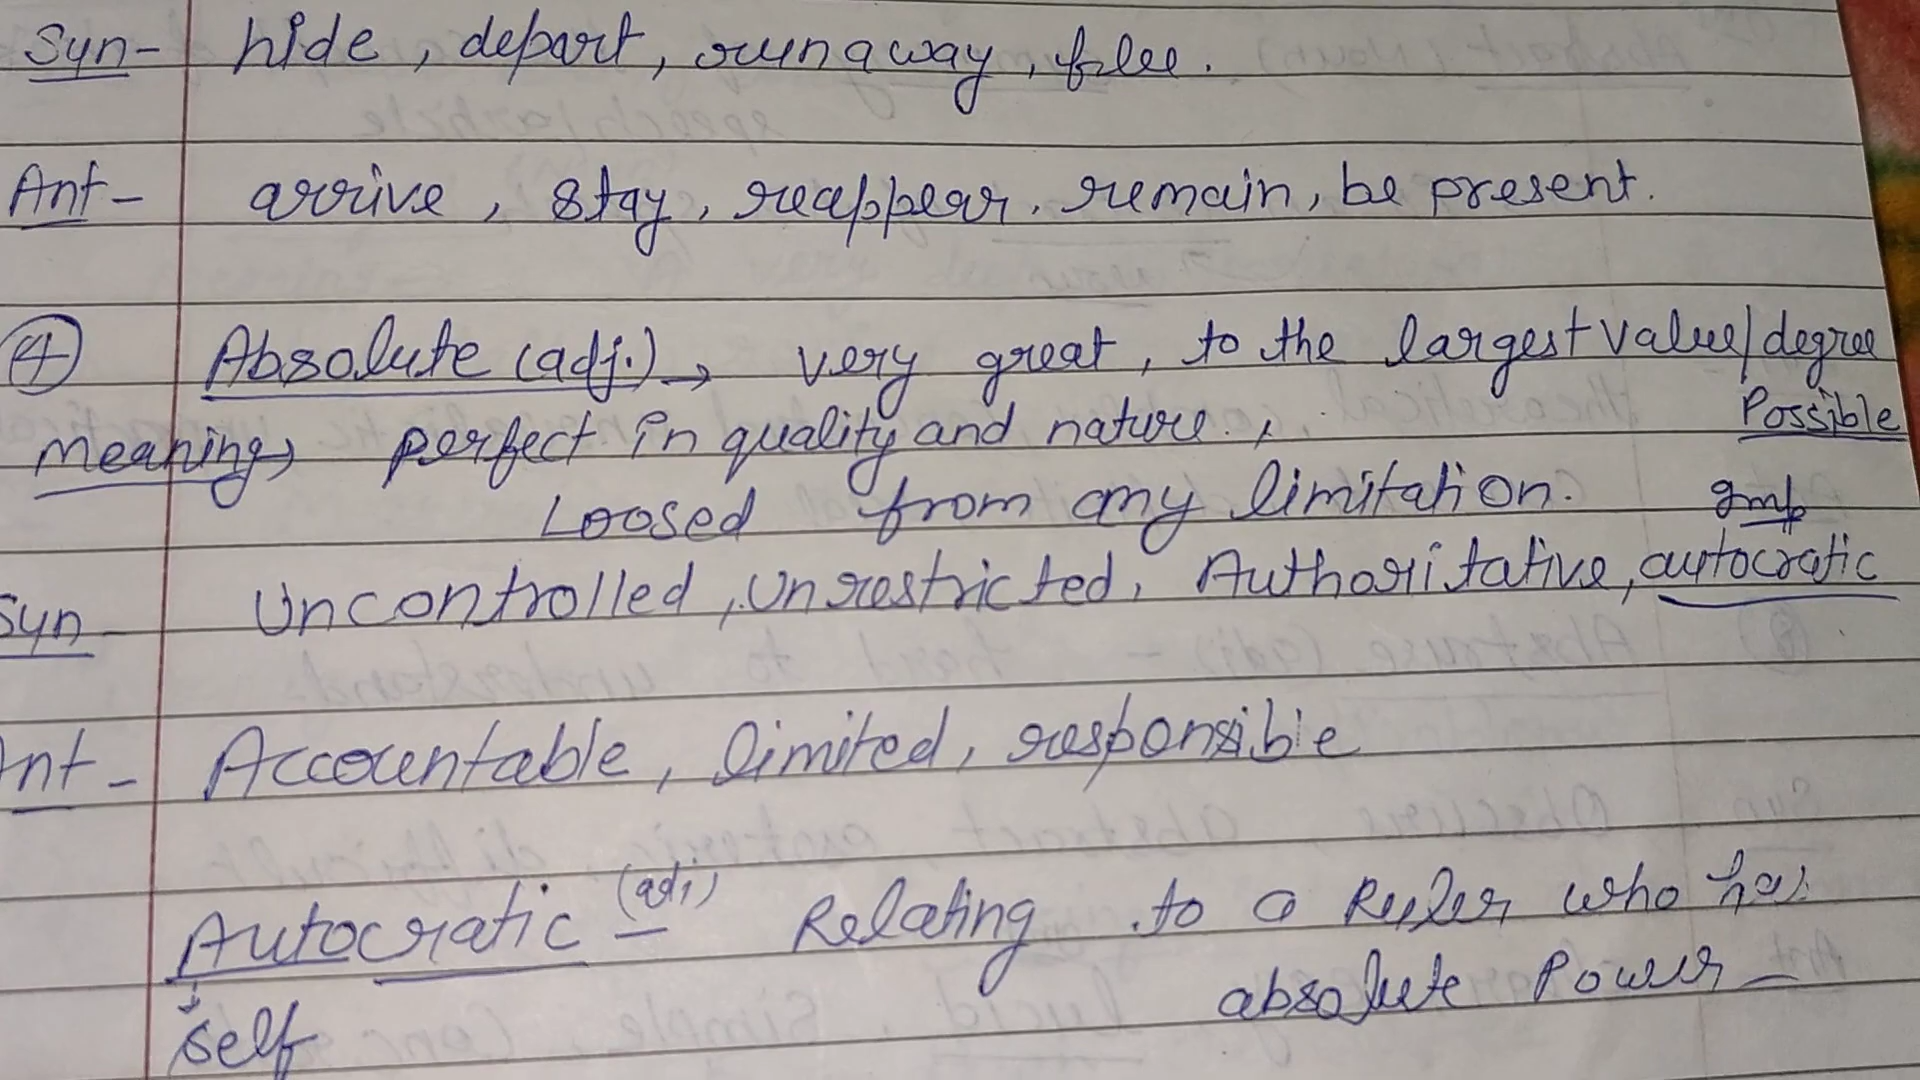 Syn- hide, depart, runaway, flee.
Ant- arrive, stay, reappear, remain, be present.
4 Absolute (adj.) → very great, to the largest value/degree
Possible
Meaning→ perfect in quality and nature.,
Loosed from any limitation. Imp
Syn- Uncontrolled, Unrestricted, Authoritative, autocratic
Ant- Accountable, limited, responsible
Autocratic (adj) - Relating to a Ruler who has
absolute Power-
self